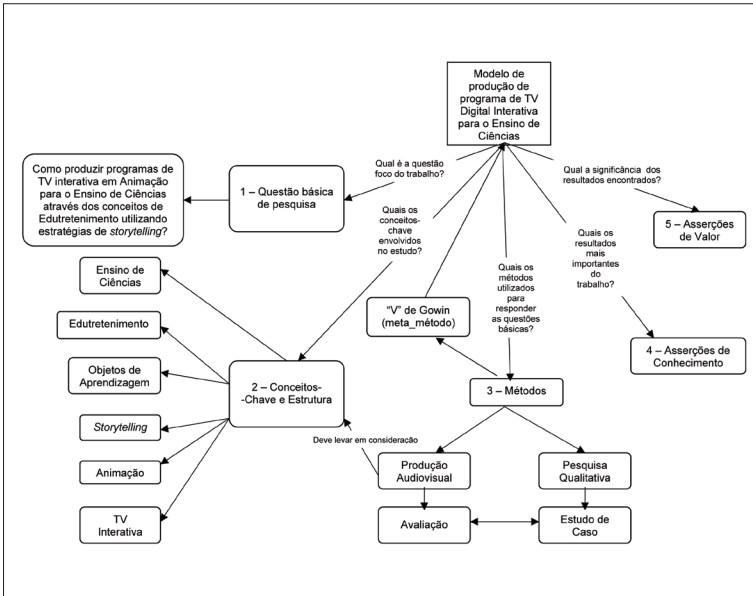 Modelo de
produção de
programa de TV
Digital Interativa
para o Ensino de
Ciências
Qual é a questão
foco do trabalho?
Qual a significância dos
resultados encontrados?
Como produzir programas de
TV interativa em Animação
para o Ensino de Ciências
através dos conceitos de
Edutretenimento utilizando
estratégias de storytelling?
1 – Questão básica
de pesquisa
Quais os
conceitos-
chave
envolvidos
no estudo?
5 – Asserções
de Valor
Quais os
resultados
mais
importantes
do
trabalho?
Quais os
métodos
utilizados
para
responder
as questões
básicas?
Ensino de
Ciências
Edutretenimento
Objetos de
Aprendizagem
Storytelling
Animação
TV
Interativa
2 – Conceitos-
-Chave e Estrutura
“V” de Gowin
(meta_método)
4 – Asserções de
Conhecimento
3 – Métodos
Deve levar em consideração
Produção
Audiovisual
Pesquisa
Qualitativa
Avaliação
Estudo de
Caso